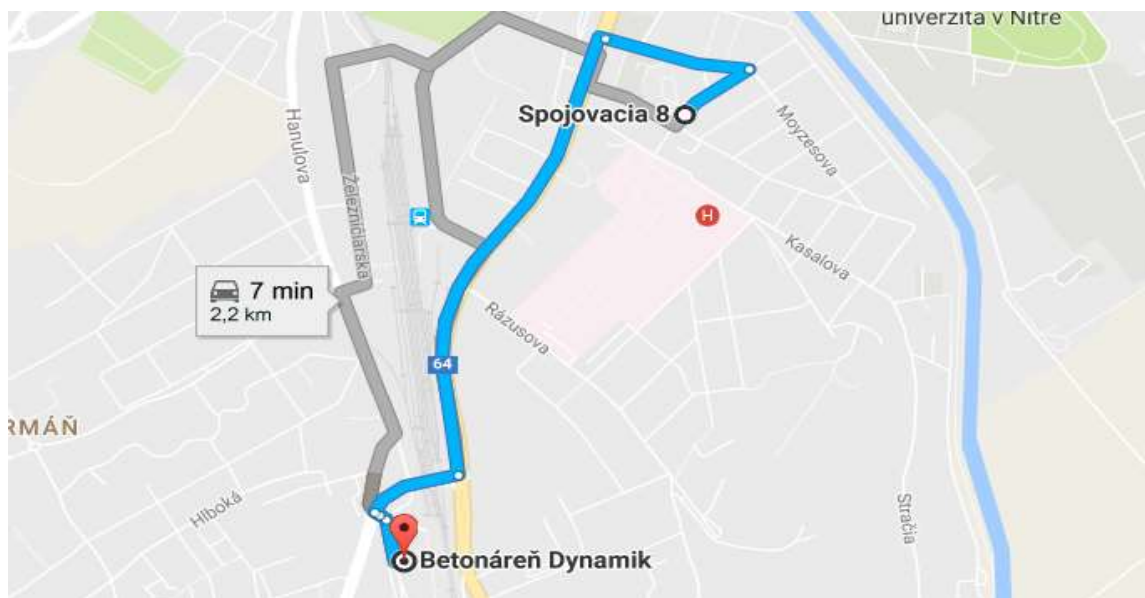 univerzita v Nitre
Spojovacia 8
Moyzesova
Hanulova
Železničiarska
H
Kasalova
7 min
2,2 km
Rázusova
64
RMÁŇ
Hlboká
Stračia
Betonáreň Dynamik